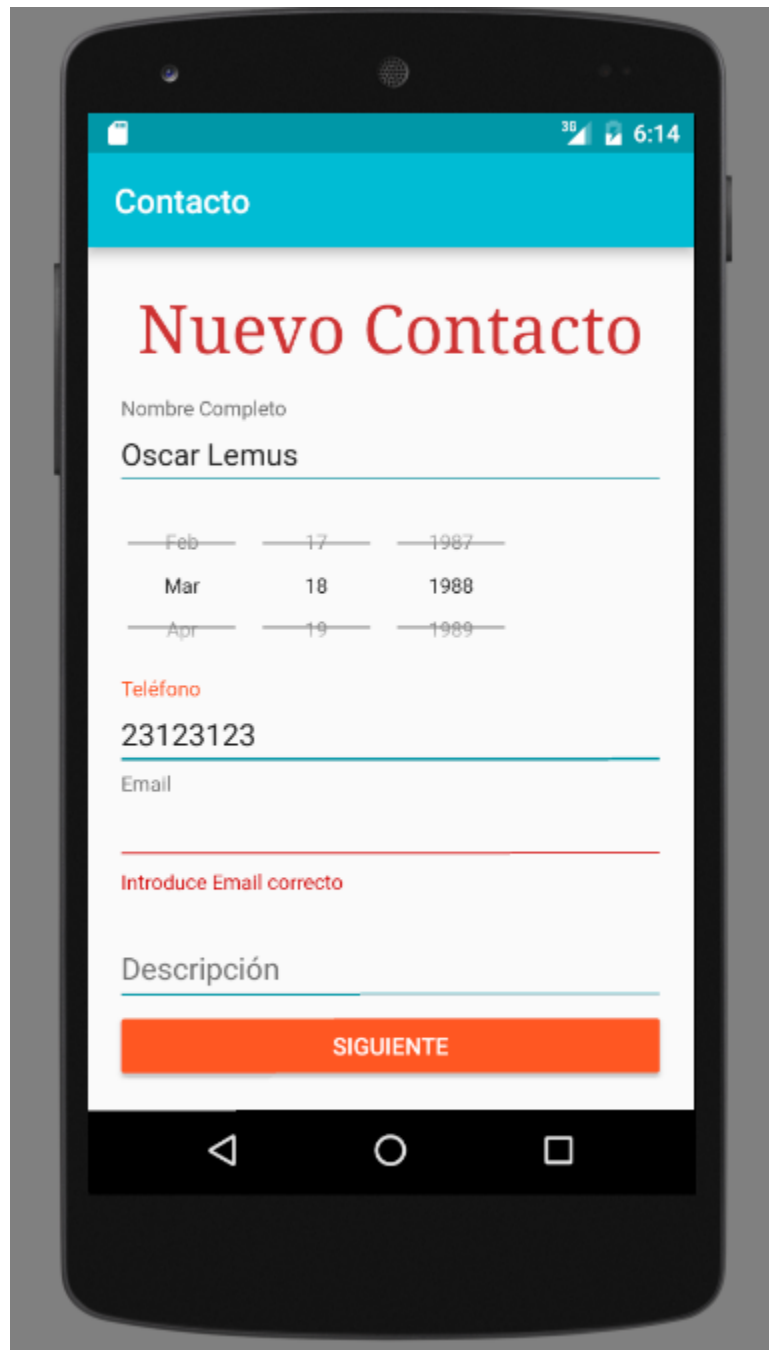 3G 6:14
Contacto
Nuevo Contacto
Nombre Completo
Oscar Lemus
Feb 17 1987
Mar 18 1988
Apr 19 1989
Teléfono
23123123
Email
Introduce Email correcto
Descripción
SIGUIENTE